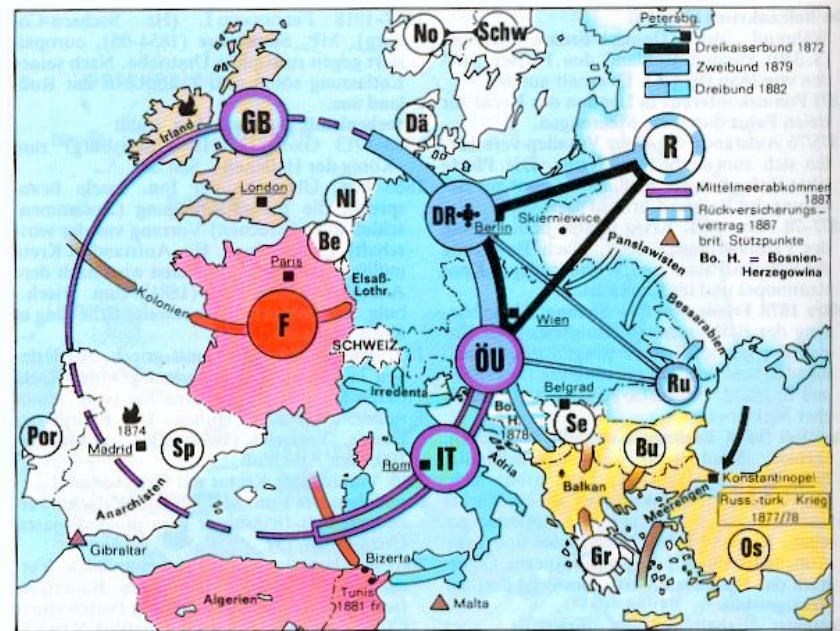 No
Schw
Petersbg.
Dreikaiserbund 1872
Zweibund 1879
Dreibund 1882
Mittelmeerabkommen
1887
Rückversicherungs-
vertrag 1887
brit. Stützpunkte
Bo. H. = Bosnien-
Herzegowina
Irland
GB
Dä
R
London
Nl
Be
DR
Berlin
Skierniewice
Panslawisten
Paris
Elsaß-
Lothr.
Kolonien
F
Wien
Bessarabien
SCHWEIZ
ÖU
Irredenta
Belgrad
Ru
Bo.
H.
1878
Se
Bu
Por
1874
Madrid
Sp
Rom
IT
Adria
Balkan
Konstantinopel
Anarchisten
Meerengen
Russ.-türk. Krieg
1877/78
Gibraltar
Gr
Os
Bizerta
Algerien
Tunis
1881 fr.
Malta